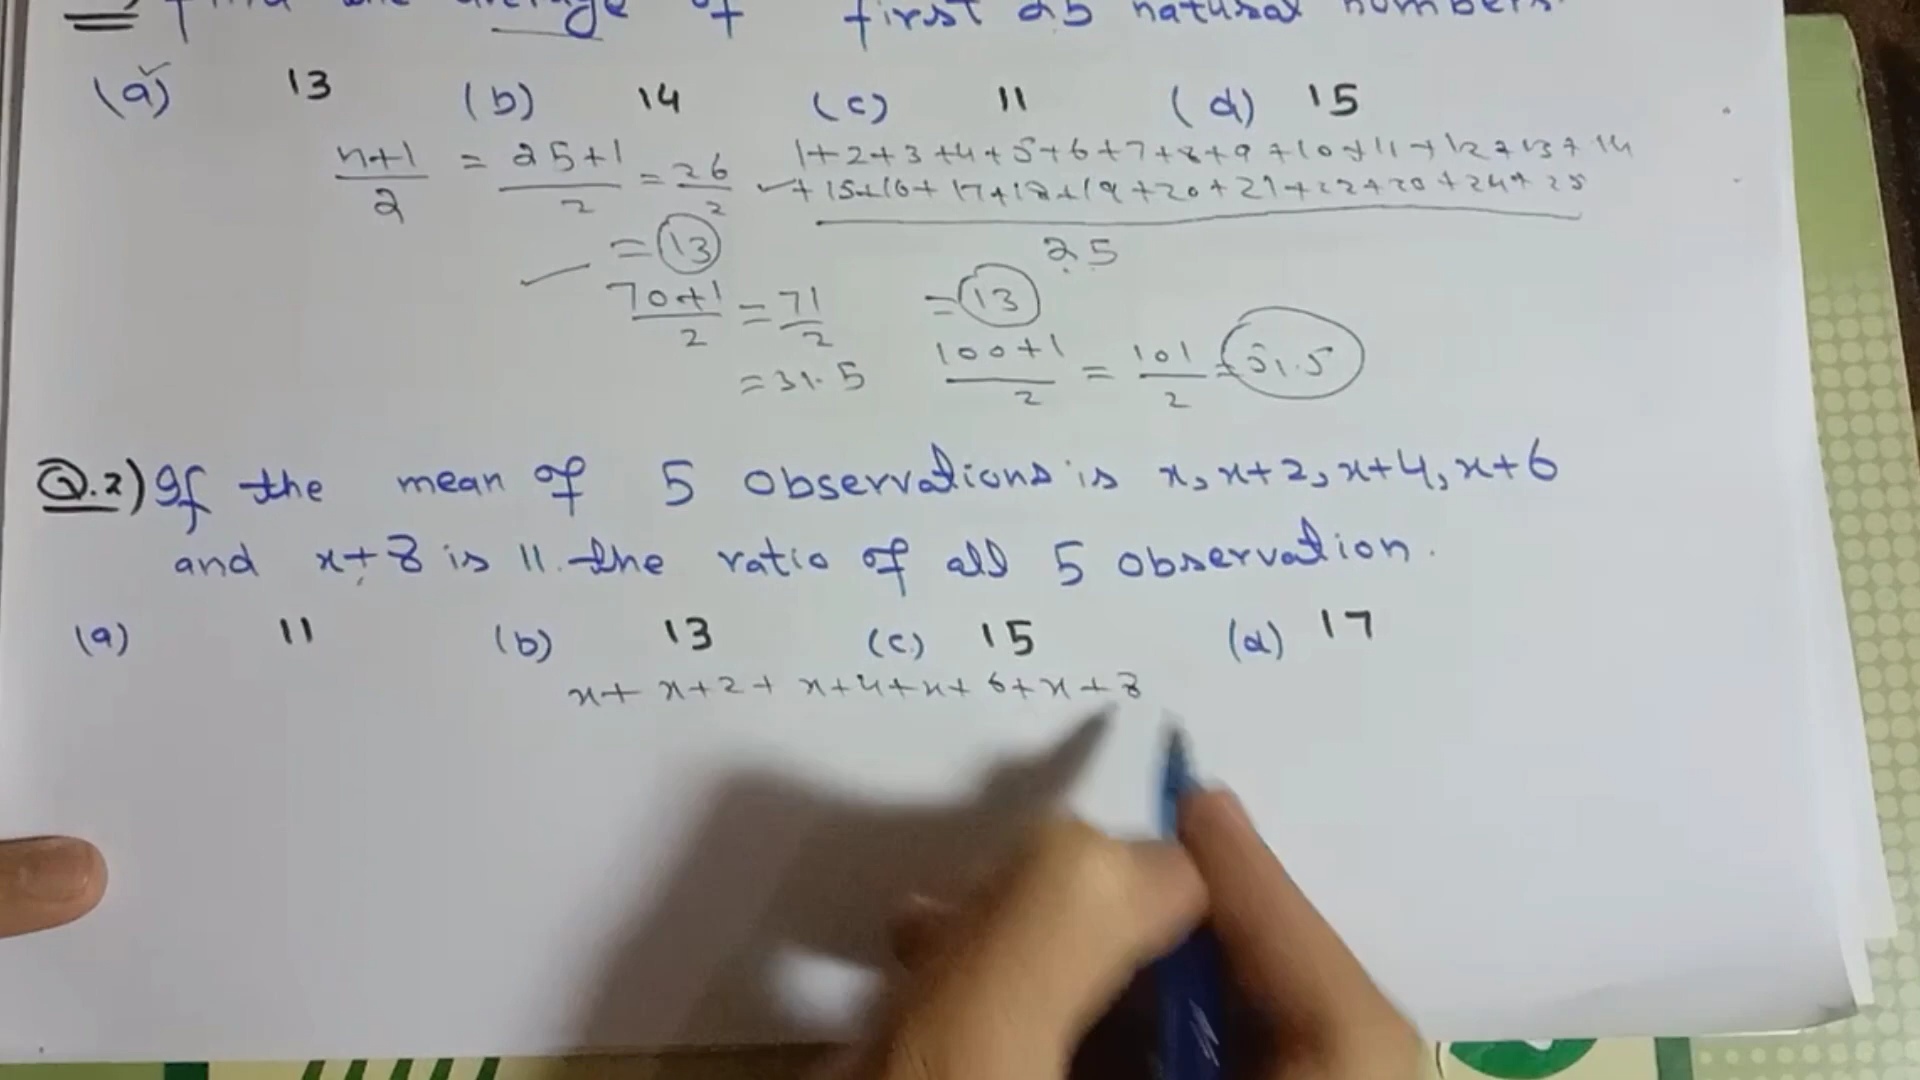 Find the average of first 25 natural numbers.
(a) 13 (b) 14 (c) 11 (d) 15
n+1/2 = 25+1/2 = 26/2
= 13
1+2+3+4+5+6+7+8+9+10+11+12+13+14
+15+16+17+18+19+20+21+22+23+24+25
25
= 13
70+1/2 = 71/2
= 31.5
100+1/2 = 101/2 = 51.5
Q.2) If the mean of 5 observations is x, x+2, x+4, x+6
and x+8 is 11. the ratio of all 5 observation.
(a) 11 (b) 13 (c) 15 (d) 17
x+ x+2+ x+4+x+ 6+x+8